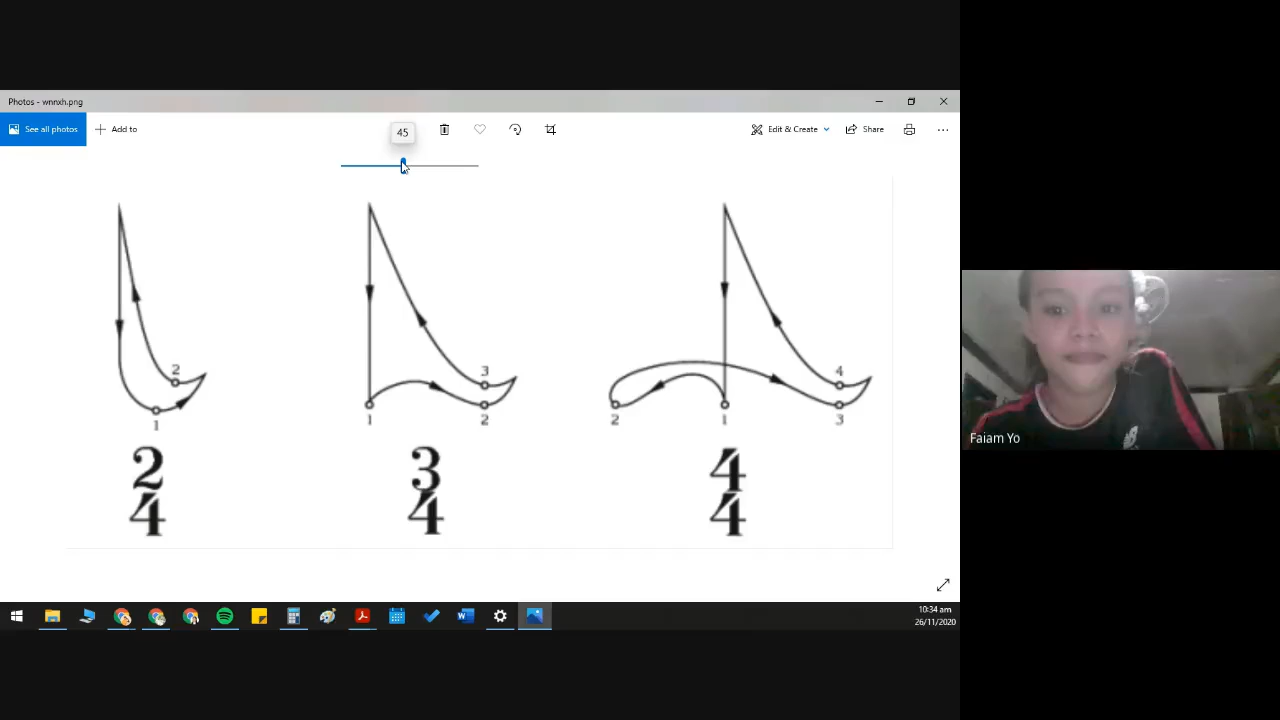 Photos - wnnxh.png
See all photos
Add to
45
Edit & Create
Share
2
1
2
4
3
1
2
3
4
4
2
1
3
4
4
Faiam Yo
10:34 am
26/11/2020